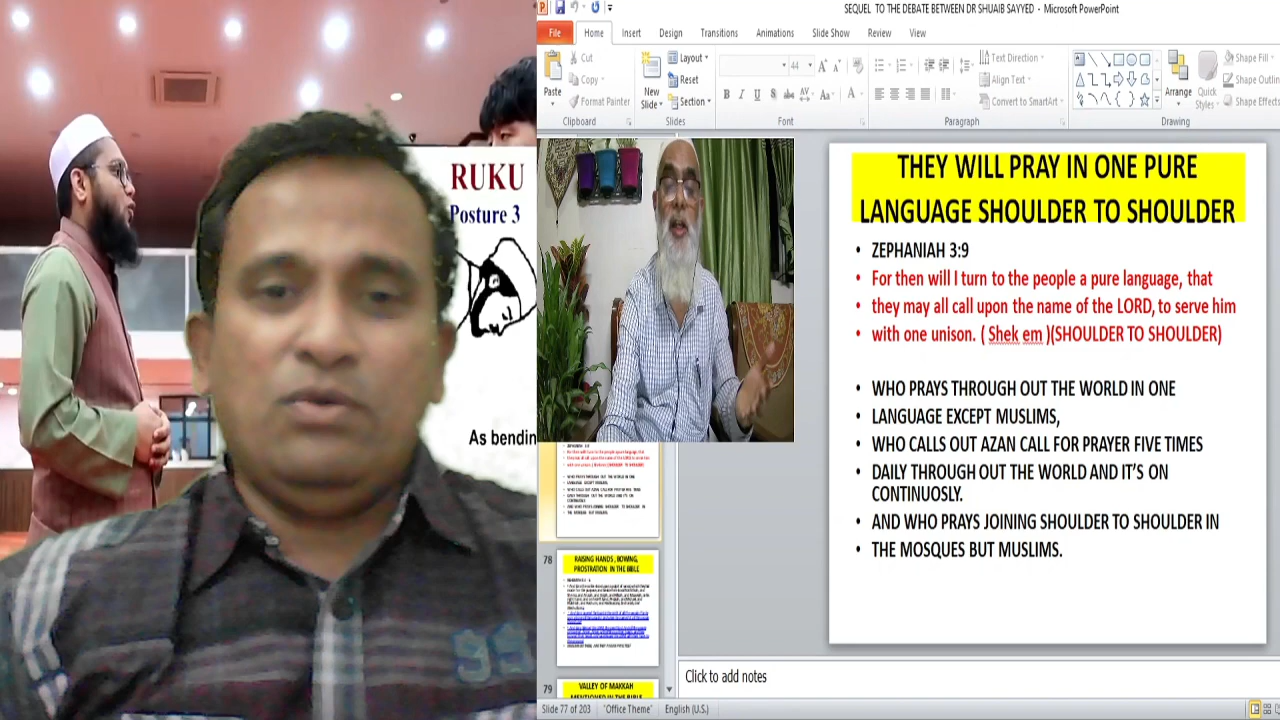 RUKU
Posture 3
As bendin
SEQUEL TO THE DEBATE BETWEEN DR SHUAIB SAYYED - Microsoft PowerPoint
File Home Insert Design Transitions Animations Slide Show Review View
Cut
Copy
Format Painter
Paste
Clipboard
New
Slide
Layout
Reset
Section
Slides
44
Font
Text Direction
Align Text
Convert to SmartArt
Paragraph
Arrange
Quick
Styles
Shape Fill
Shape
Shape Effects
Drawing
THEY WILL PRAY IN ONE PURE
LANGUAGE SHOULDER TO SHOULDER
• ZEPHANIAH 3:9
• For then will I turn to the people a pure language, that
• they may all call upon the name of the LORD, to serve him
• with one unison. ( Shek em )(SHOULDER TO SHOULDER)
• WHO PRAYS THROUGH OUT THE WORLD IN ONE
• LANGUAGE EXCEPT MUSLIMS,
• WHO CALLS OUT AZAN CALL FOR PRAYER FIVE TIMES
• DAILY THROUGH OUT THE WORLD AND IT'S ON
CONTINUOSLY.
• AND WHO PRAYS JOINING SHOULDER TO SHOULDER IN
• THE MOSQUES BUT MUSLIMS.
78
RAISING HANDS , BOWING,
PROSTRATION IN THE BIBLE
79
VALLEY OF MAKKAH
MENTIONED IN THE BIBLE
Click to add notes
Slide 77 of 203 "Office Theme" English (U.S.)